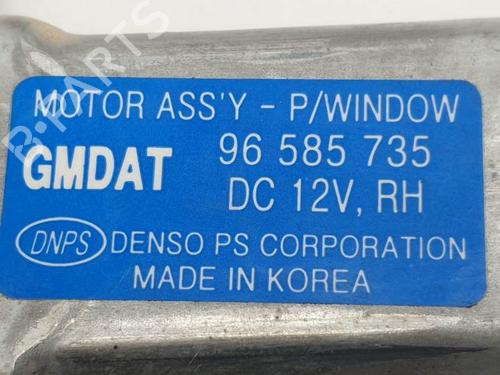 MOTOR ASS'Y - P/WINDOW
GMDAT 96 585 735
DC 12V, RH
DNPS DENSO PS CORPORATION
MADE IN KOREA